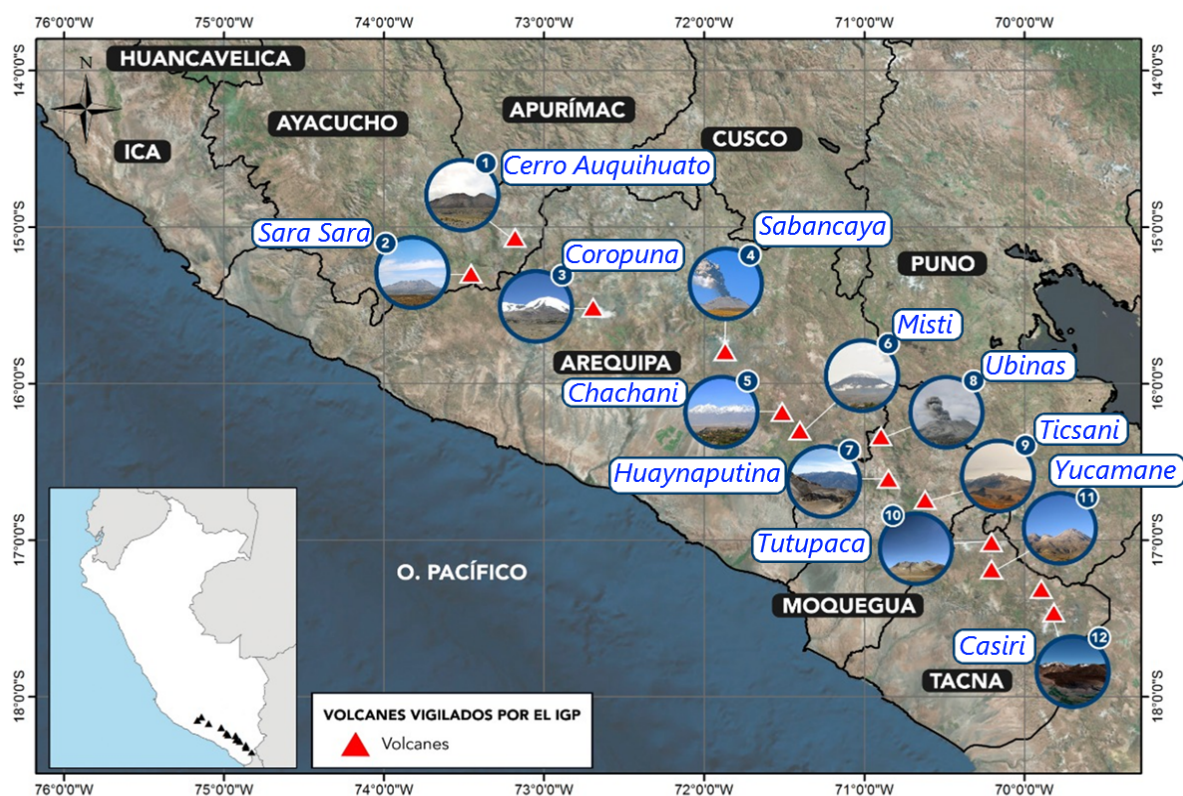 76°0'0"W 75°0'0"W 74°0'0"W 73°0'0"W 72°0'0"W 71°0'0"W 70°0'0"W
14°0'0"S 14°0'0"S
HUANCAVELICA
N
AYACUCHO
APURÍMAC
CUSCO
ICA
1
Cerro Auquihuato
15°0'0"S 15°0'0"S
Sara Sara
2
3
Coropuna
4
Sabancaya
PUNO
6
Misti
AREQUIPA
16°0'0"S 16°0'0"S
Chachani
5
8
Ubinas
Huaynaputina
7
9
Ticsani
Yucamane
11
10
Tutupaca
17°0'0"S 17°0'0"S
O. PACÍFICO
MOQUEGUA
Casiri
12
TACNA
18°0'0"S 18°0'0"S
VOLCANES VIGILADOS POR EL IGP
Volcanes
76°0'0"W 75°0'0"W 74°0'0"W 73°0'0"W 72°0'0"W 71°0'0"W 70°0'0"W